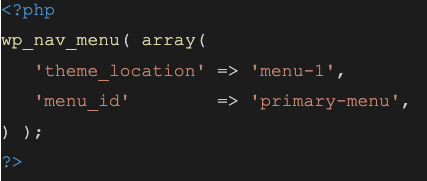 <?php
wp_nav_menu( array(
   'theme_location' => 'menu-1',
   'menu_id'        => 'primary-menu',
) );
?>